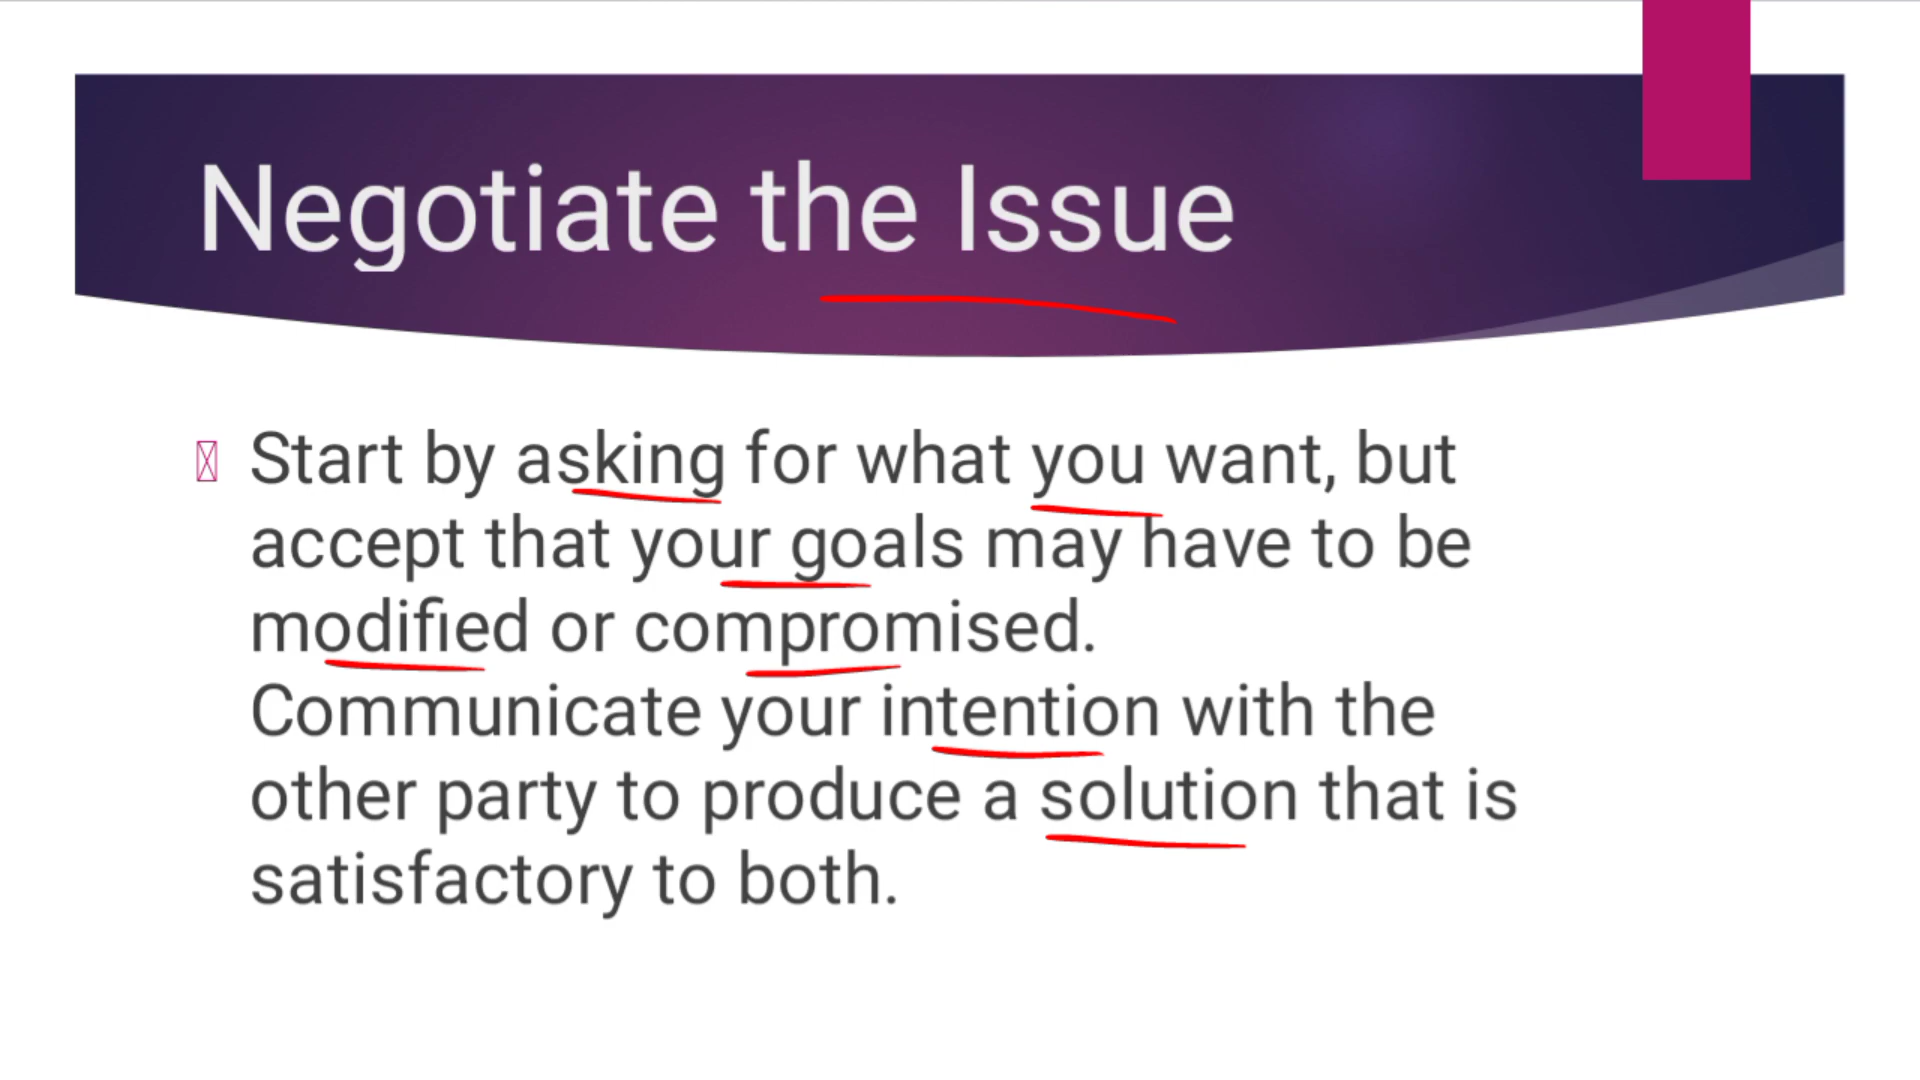 Negotiate the Issue
Start by asking for what you want, but
accept that your goals may have to be
modified or compromised.
Communicate your intention with the
other party to produce a solution that is
satisfactory to both.